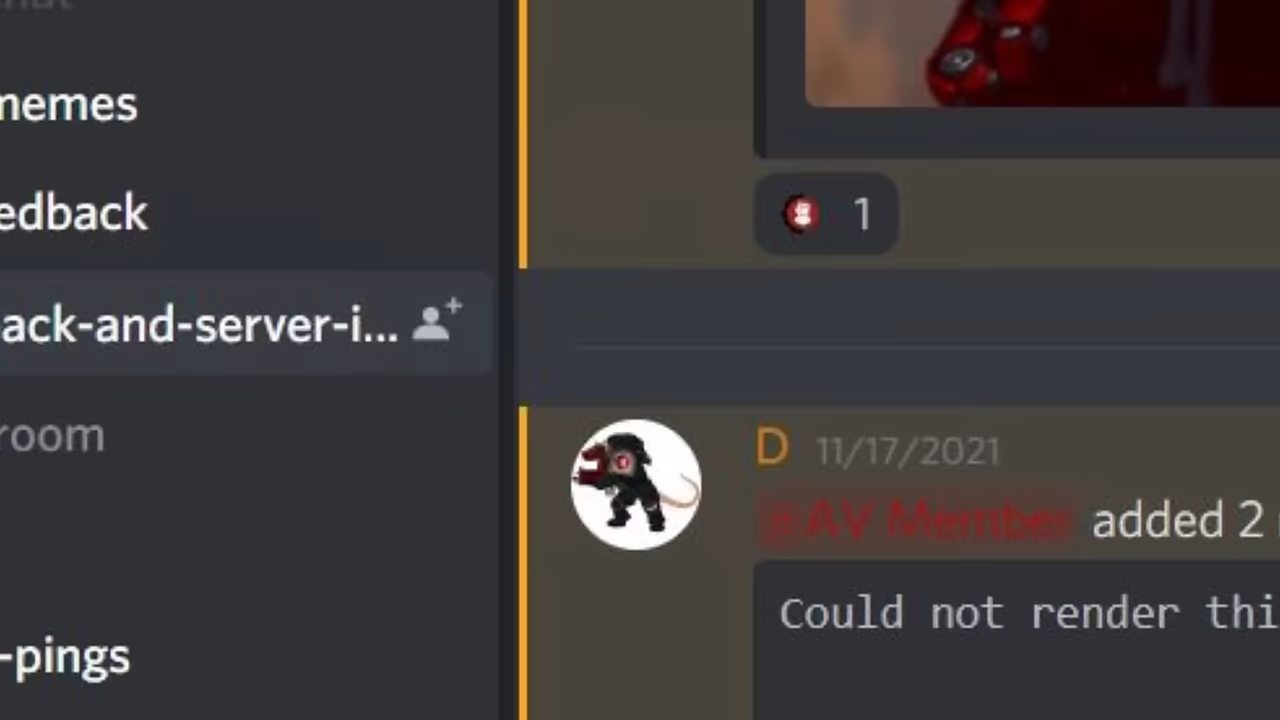 nemes
edback
ack-and-server-i...
room
-pings
1
D 11/17/2021
@AV Member added 2
Could not render thi